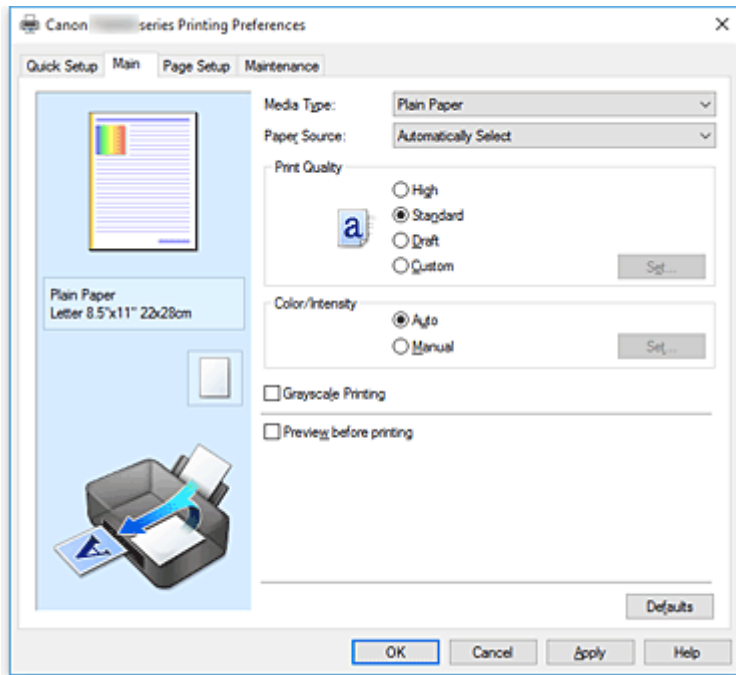 Canon series Printing Preferences
Quick Setup Main Page Setup Maintenance
Media Type: Plain Paper
Paper Source: Automatically Select
Print Quality
High
a
Standard
Draft
Custom Set...
Plain Paper
Letter 8.5"x11" 22x28cm
Color/Intensity
Auto
Manual Set...
Grayscale Printing
Preview before printing
A
Defaults
OK Cancel Apply Help